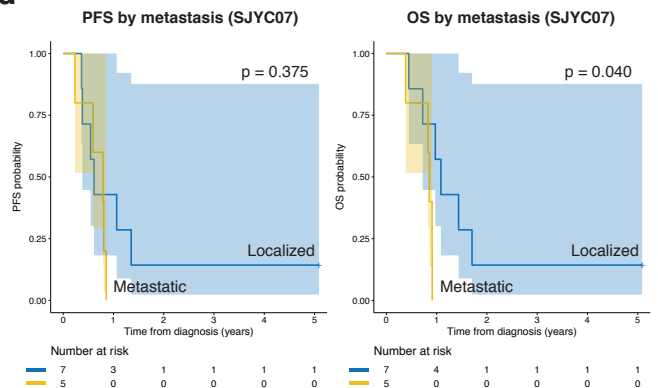 PFS by metastasis (SJYC07)
PFS probability
1.00
0.75
0.50
0.25
0.00
p = 0.375
Localized
Metastatic
0 1 2 3 4 5
Time from diagnosis (years)
Number at risk
7 3 1 1 1 1
5 0 0 0 0 0
OS by metastasis (SJYC07)
OS probability
1.00
0.75
0.50
0.25
0.00
p = 0.040
Localized
Metastatic
0 1 2 3 4 5
Time from diagnosis (years)
Number at risk
7 4 1 1 1 1
5 0 0 0 0 0